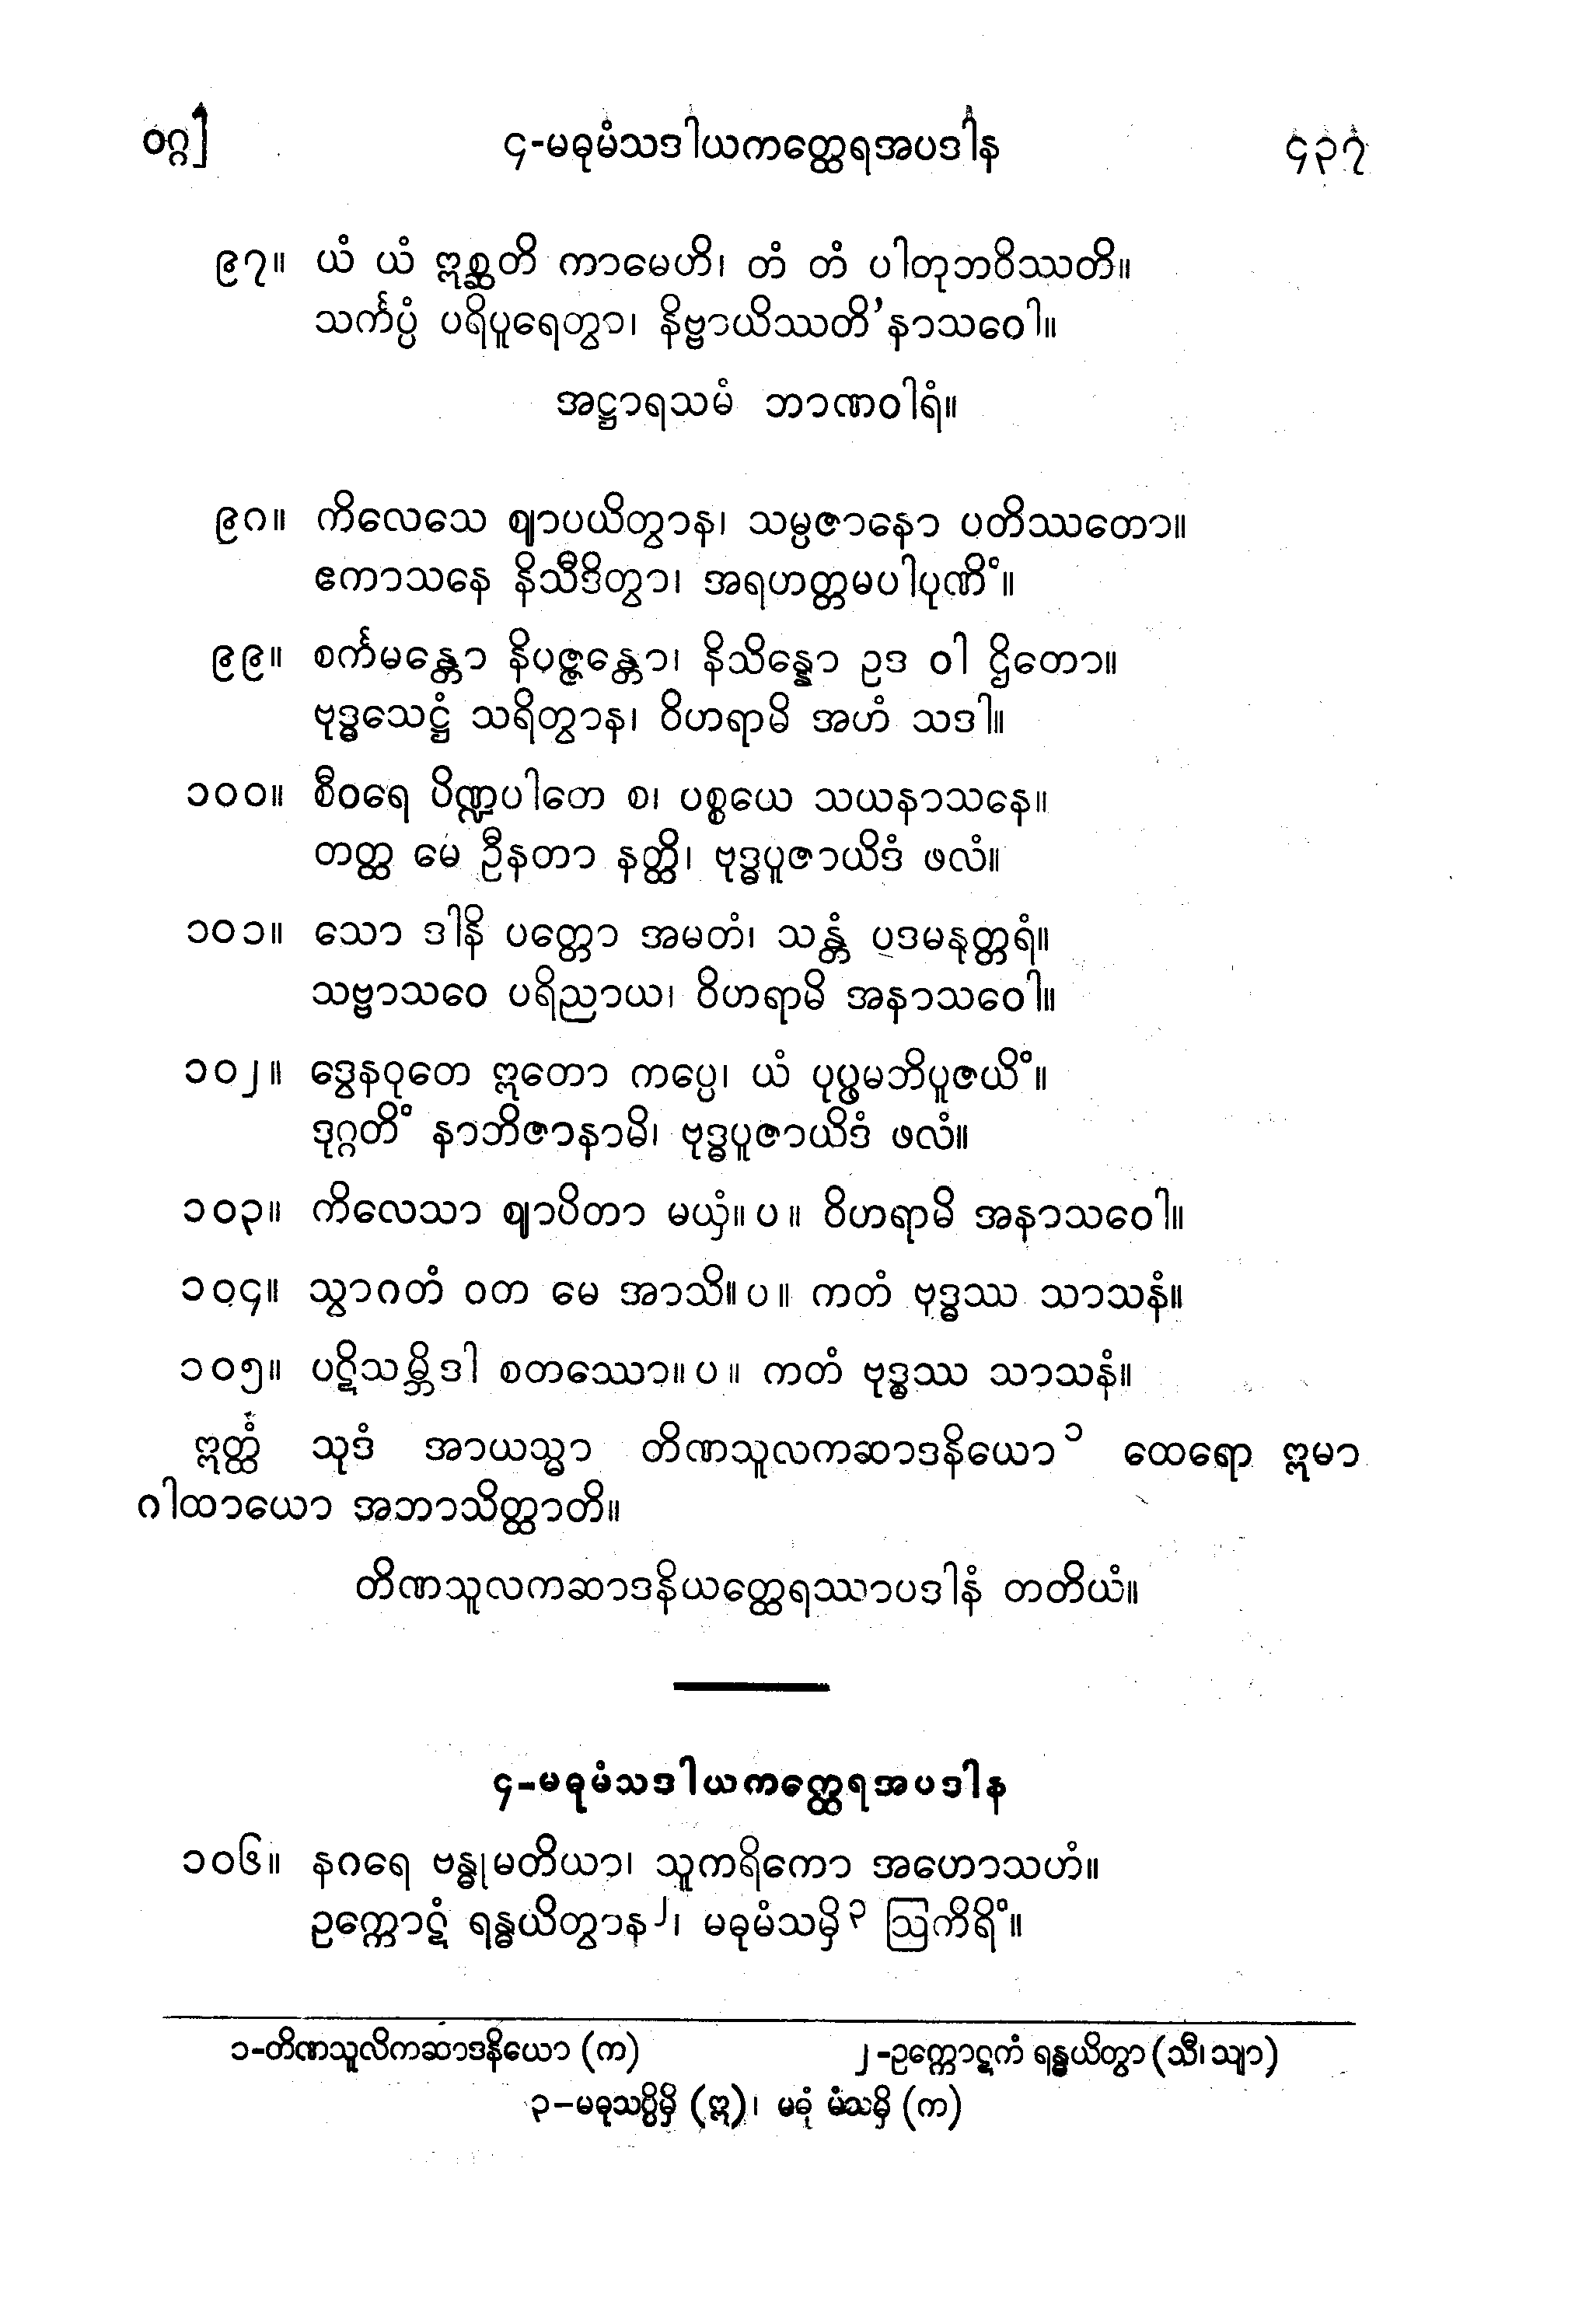 ဝဂ္ဂ] ၄-မဓုမံသဒါယကတ္ထေရအပဒါန ၄၃၇
၉၇။ ယံ ယံ ဣစ္ဆတိ ကာမေဟိ၊ တံ တံ ပါတုဘဝိဿတိ။
သင်္ကပ္ပံ ပရိပူရေတွာ၊ နိဗ္ဗာယိဿတိ’နာသဝေါ။
အဋ္ဌာရသမံ ဘာဏဝါရံ။
၉၈။ ကိလေသေ ဈာပယိတွာန၊ သမ္ပဇာနော ပတိဿတော။
ဧကာသနေ နိသီဒိတွာ၊ အရဟတ္တမပါပုဏိံ။
၉၉။ စင်္ကမန္တော နိပဇ္ဇန္တော၊ နိသိန္နော ဥဒ ဝါ ဌိတော။
ဗုဒ္ဓသေဋ္ဌံ သရိတွာန၊ ဝိဟရာမိ အဟံ သဒါ။
၁၀၀။ စီဝရေ ပိဏ္ဍပါတေ စ၊ ပစ္စယေ သယနာသနေ။
တတ္ထ မေ ဦနတာ နတ္ထိ၊ ဗုဒ္ဓပူဇာယိဒံ ဖလံ။
၁၀၁။ သော ဒါနိ ပတ္တော အမတံ၊ သန္တံ ပဒမနုတ္တရံ။
သဗ္ဗာသဝေ ပရိညာယ၊ ဝိဟရာမိ အနာသဝေါ။
၁၀၂။ ဒွေနဝုတေ ဣတော ကပ္ပေ၊ ယံ ပုပ္ဖမဘိပူဇယိံ။
ဒုဂ္ဂတိံ နာဘိဇာနာမိ၊ ဗုဒ္ဓပူဇာယိဒံ ဖလံ။
၁၀၃။ ကိလေသာ ဈာပိတာ မယှံ။ပ။ ဝိဟရာမိ အနာသဝေါ။
၁၀၄။ သွာဂတံ ဝတ မေ အာသိ။ပ။ ကတံ ဗုဒ္ဓဿ သာသနံ။
၁၀၅။ ပဋိသမ္ဘိဒါ စတဿော။ပ။ ကတံ ဗုဒ္ဓဿ သာသနံ။
ဣတ္ထံ သုဒံ အာယသ္မာ တိဏသူလကဆာဒနိယော ၁ ထေရော ဣမာ
ဂါထာယော အဘာသိတ္ထာတိ။
တိဏသူလကဆာဒနိယတ္ထေရဿာပဒါနံ တတိယံ။
၄-မဓုမံသဒါယကတ္ထေရအပဒါန
၁၀၆။ နဂရေ ဗန္ဓုမတိယာ၊ သူကရိကော အဟောသဟံ။
ဥက္ကောဋံ ရန္ဓယိတွာန ၂၊ မဓုမံသမှိ ၃ ဩကိရိံ။
၁-တိဏသူလိကဆာဒနိယော (က) ၂-ဥက္ကောဋကံ ရန္ဓယိတွာ (သီ၊ သျာ)
၃-မဓုသပ္ပိမှိ (ဣ)၊ မဓုံ မံသမှိ (က)